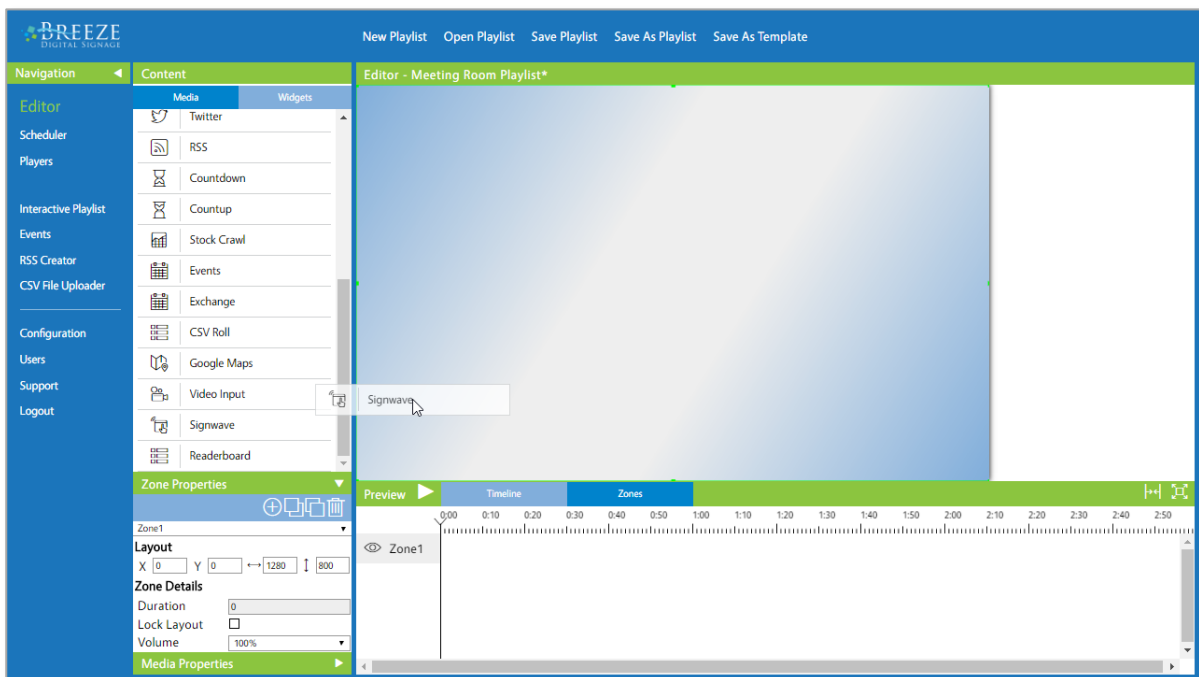 BREEZE
DIGITAL SIGNAGE
New Playlist Open Playlist Save Playlist Save As Playlist Save As Template
Navigation
Editor
Scheduler
Players
Interactive Playlist
Events
RSS Creator
CSV File Uploader
Configuration
Users
Support
Logout
Content
Media Widgets
Twitter
RSS
Countdown
Countup
Stock Crawl
Events
Exchange
CSV Roll
Google Maps
Video Input
Signwave
Readerboard
Signwave
Zone Properties
Zone1
Layout
X 0 Y 0 1280 800
Zone Details
Duration 0
Lock Layout
Volume 100%
Media Properties
Editor - Meeting Room Playlist*
Preview Timeline Zones
0:00 0:10 0:20 0:30 0:40 0:50 1:00 1:10 1:20 1:30 1:40 1:50 2:00 2:10 2:20 2:30 2:40 2:50
Zone1